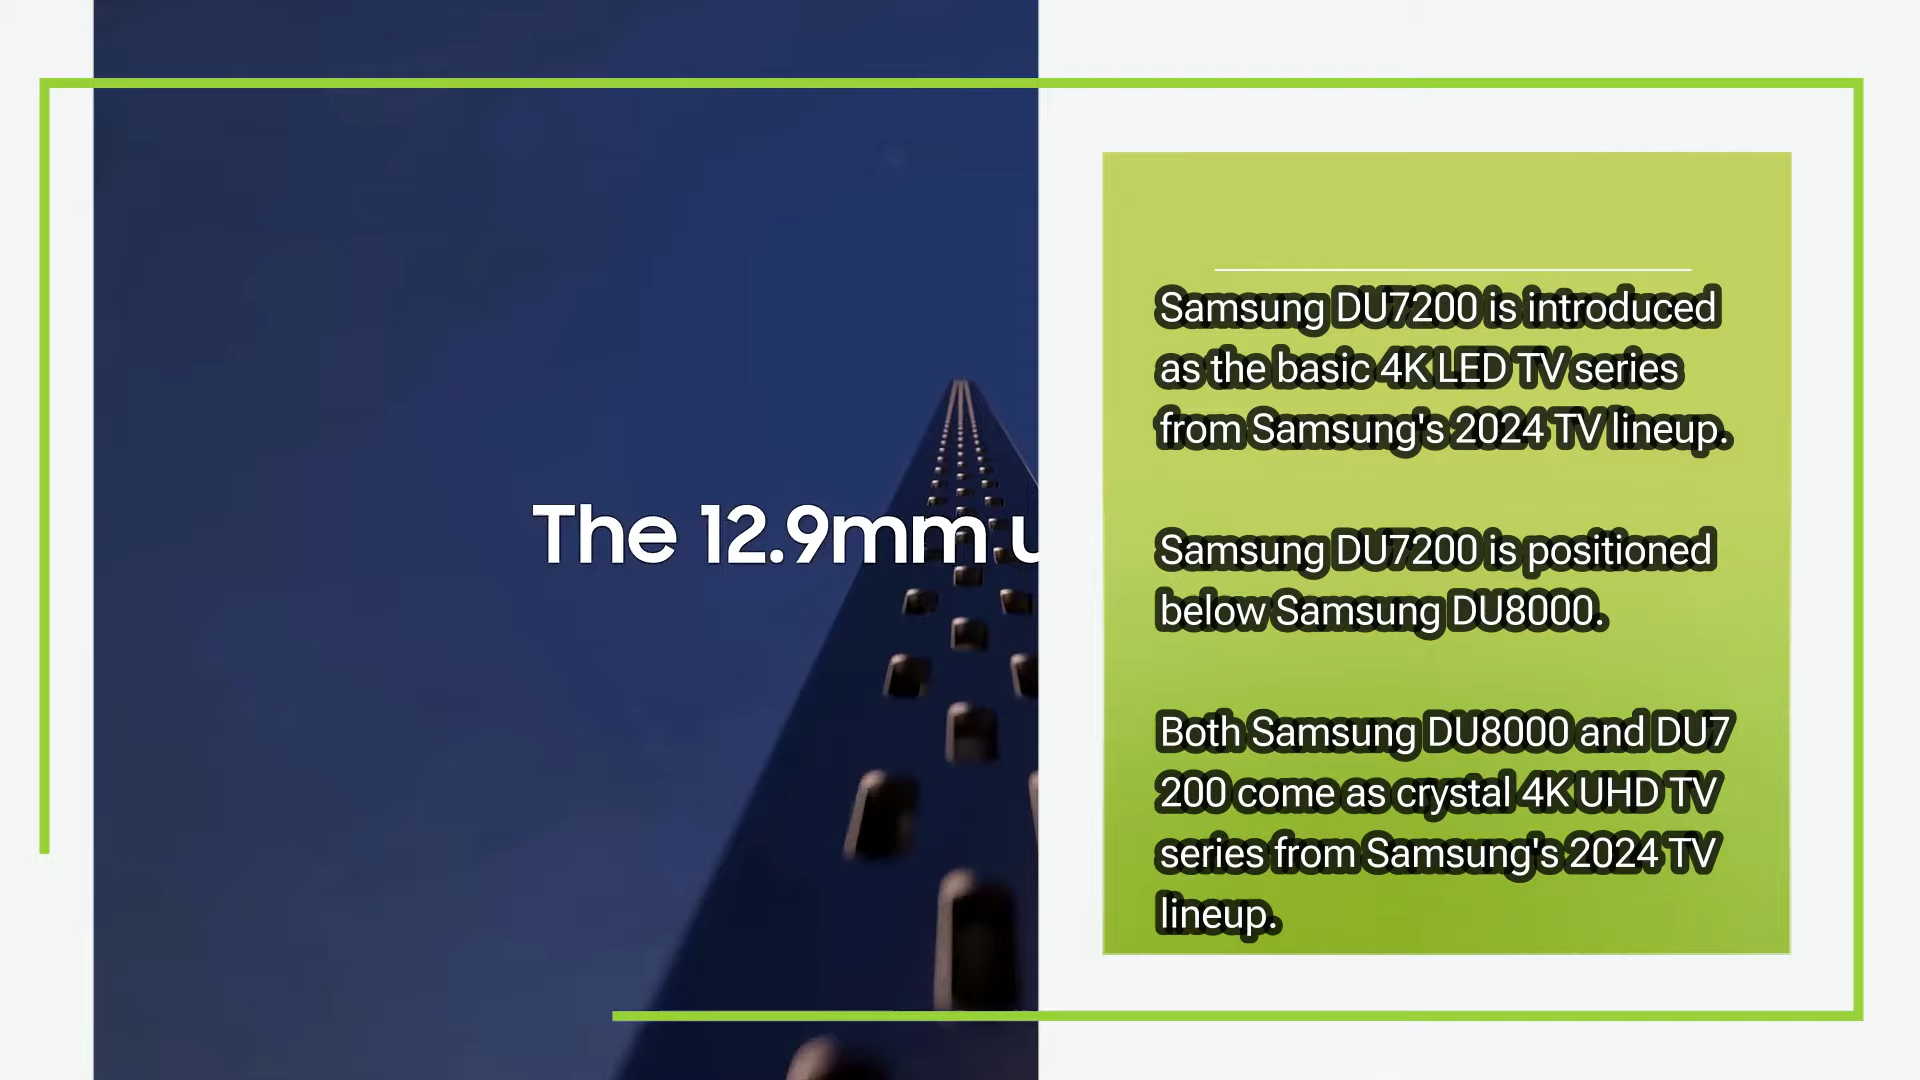 The 12.9mm
Samsung DU7200 is introduced
as the basic 4K LED TV series
from Samsung's 2024 TV lineup.
Samsung DU7200 is positioned
below Samsung DU8000.
Both Samsung DU8000 and DU7
200 come as crystal 4K UHD TV
series from Samsung's 2024 TV
lineup.